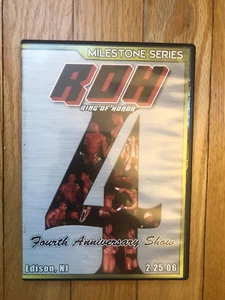 MILESTONE SERIES
ROH
RING OF HONOR
4
Fourth Anniversary Show
Edison, NJ 2.25.06